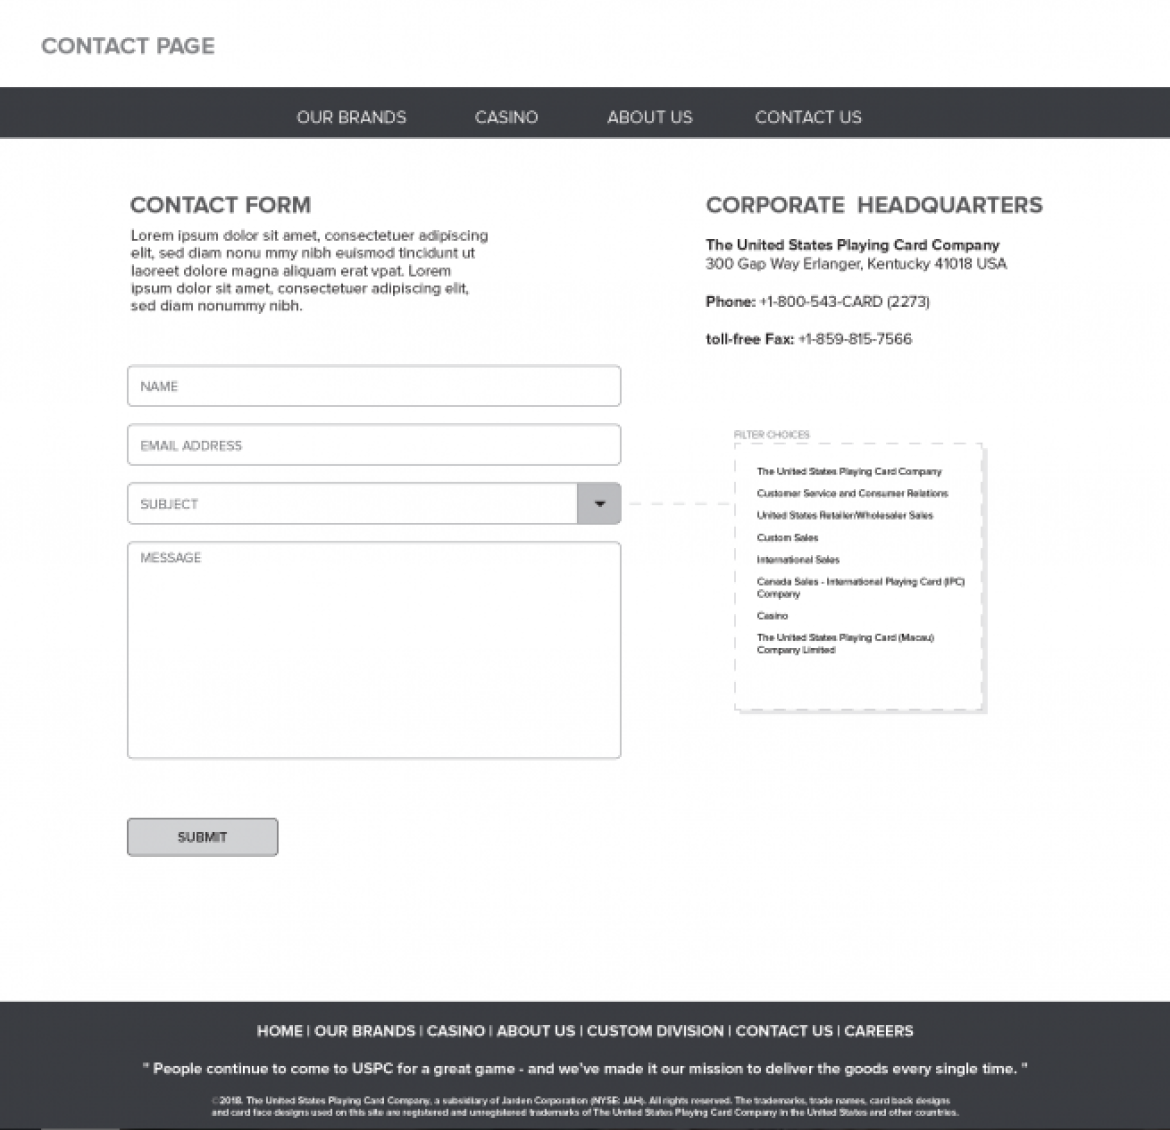 CONTACT PAGE
OUR BRANDS CASINO ABOUT US CONTACT US
CONTACT FORM
Lorem ipsum dolor sit amet, consectetuer adipiscing
elit, sed diam nonu mmy nibh euismod tincidunt ut
laoreet dolore magna aliquam erat vpat. Lorem
ipsum dolor sit amet, consectetuer adipiscing elit,
sed diam nonummy nibh.
NAME
EMAIL ADDRESS
SUBJECT
MESSAGE
SUBMIT
CORPORATE HEADQUARTERS
The United States Playing Card Company
300 Gap Way Erlanger, Kentucky 41018 USA
Phone: +1-800-543-CARD (2273)
toll-free Fax: +1-859-815-7566
FILTER CHOICES
The United States Playing Card Company
Customer Service and Consumer Relations
United States Retailer/Wholesaler Sales
Custom Sales
International Sales
Canada Sales - International Playing Card (IPC)
Company
Casino
The United States Playing Card (Macau)
Company Limited
HOME | OUR BRANDS | CASINO | ABOUT US | CUSTOM DIVISION | CONTACT US | CAREERS
" People continue to come to USPC for a great game - and we've made it our mission to deliver the goods every single time. "
©2018. The United States Playing Card Company, a subsidiary of Jarden Corporation (NYSE: JAH). All rights reserved. The trademarks, trade names, card back designs
and card face designs used on this site are registered and unregistered trademarks of The United States Playing Card Company in the United States and other countries.